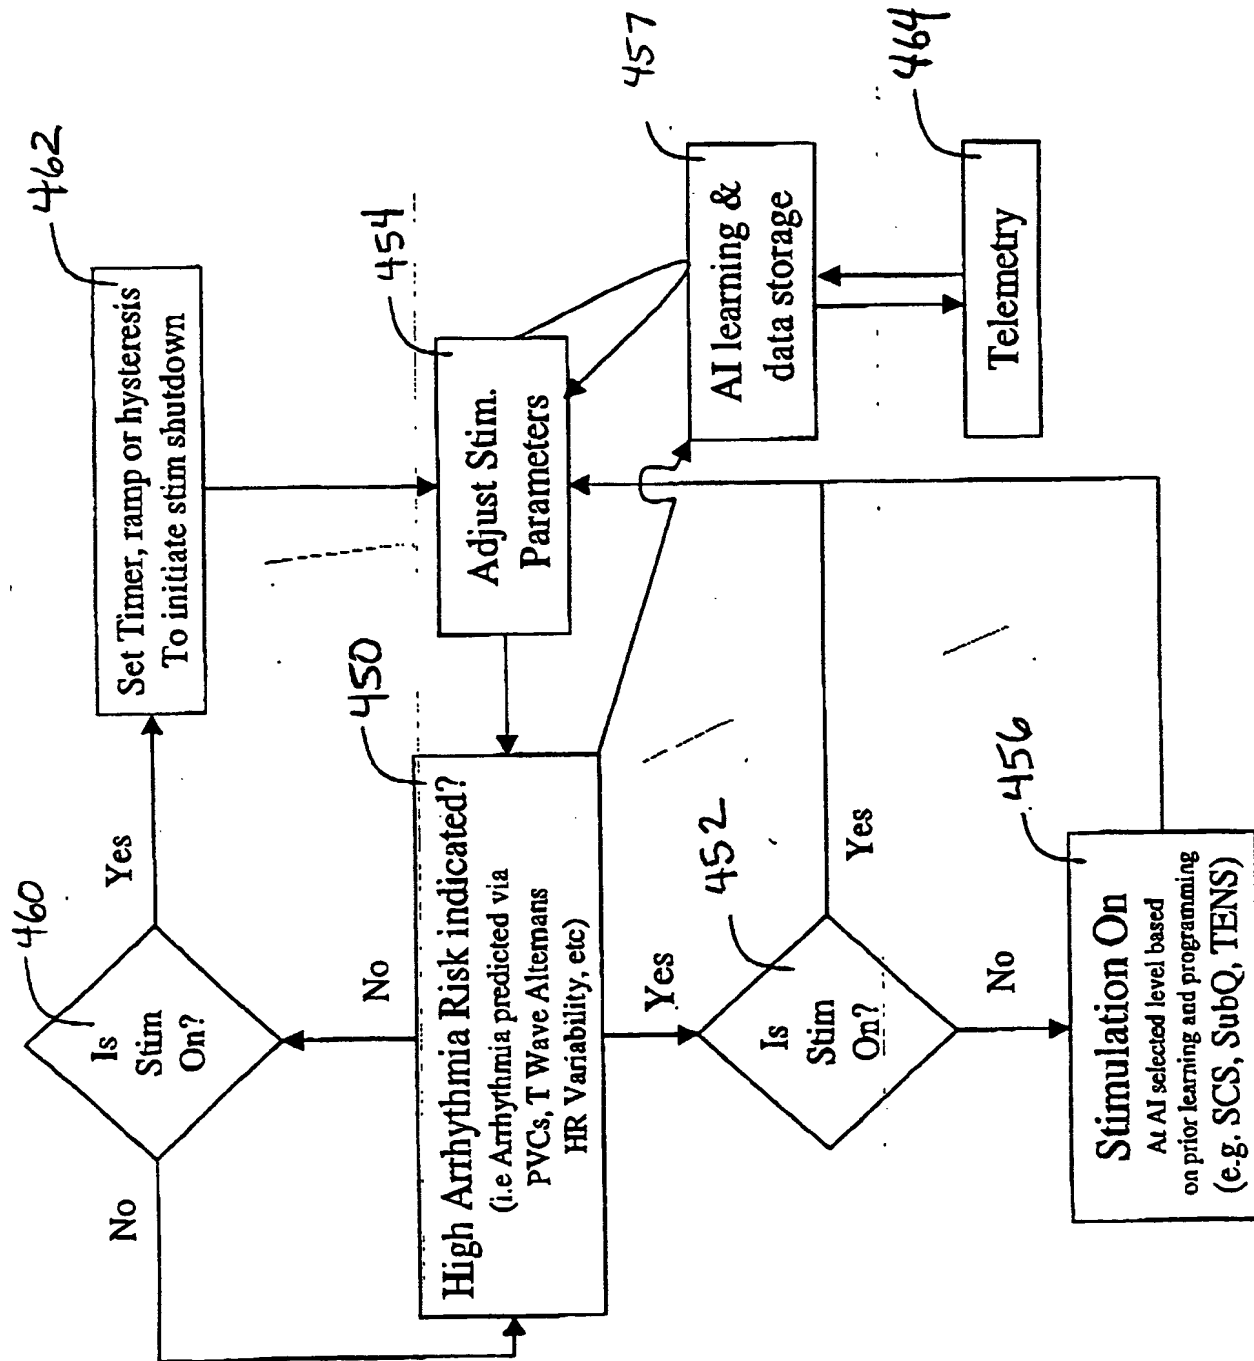 460
Is
Stim
On?
Yes
No
462
Set Timer, ramp or hysteresis
To initiate stim shutdown
No
450
High Arrhythmia Risk indicated?
(i.e Arrhythmia predicted via
PVCs, T Wave Alternans
HR Variability, etc)
454
Adjust Stim.
Parameters
457
AI learning &
data storage
464
Telemetry
Yes
452
Is
Stim
On?
Yes
No
456
Stimulation On
At AI selected level based
on prior learning and programming
(e.g. SCS, SubQ, TENS)